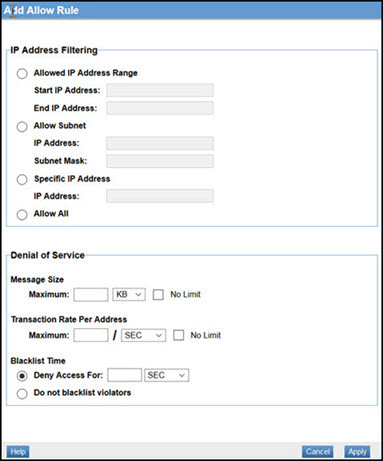 Add Allow Rule
IP Address Filtering
Allowed IP Address Range
Start IP Address:
End IP Address:
Allow Subnet
IP Address:
Subnet Mask:
Specific IP Address
IP Address:
Allow All
Denial of Service
Message Size
Maximum: KB No Limit
Transaction Rate Per Address
Maximum: / SEC No Limit
Blacklist Time
Deny Access For: SEC
Do not blacklist violators
Help Cancel Apply